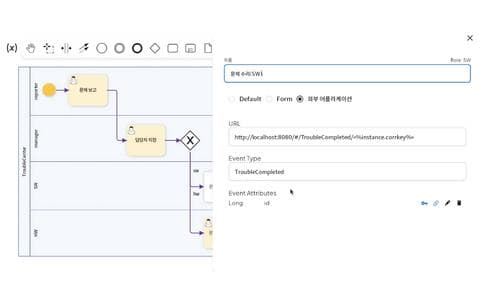 (x)
TroubleCenter
reporter
문제 보고
manager
담당자 지정
X
sw
hw
SW
HW
이름
Role: SW
문제 수리(SW)
Default
Form
외부 어플리케이션
URL
http://localhost:8080/#/TroubleCompleted/<%instance.corrkey%>
Event Type
TroubleCompleted
Event Attributes
Long id